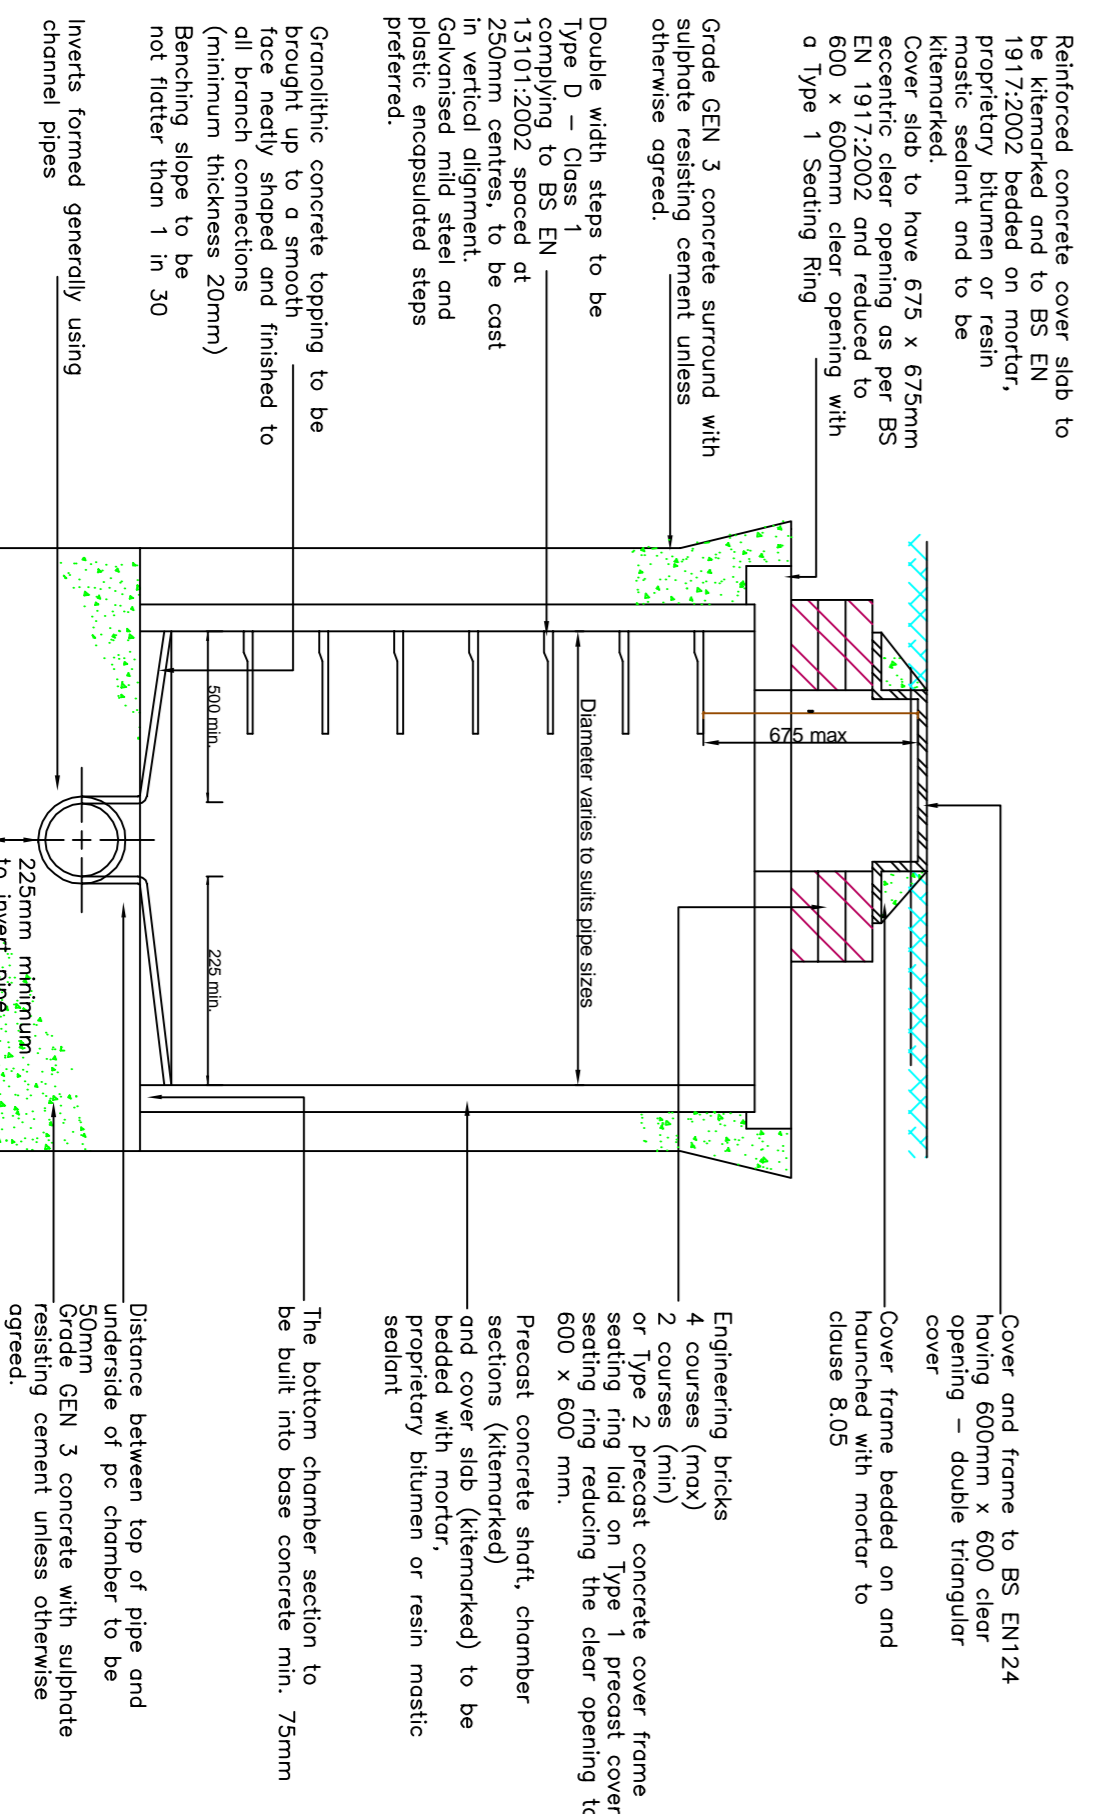 Reinforced concrete cover slab to
be kitemarked and to BS EN
1917:2002 bedded on mortar,
proprietary bitumen or resin
mastic sealant and to be
kitemarked.
Cover slab to have 675 x 675mm
eccentric clear opening as per BS
EN 1917:2002 and reduced to
600 x 600mm clear opening with
a Type 1 Seating Ring
Grade GEN 3 concrete surround with
sulphate resisting cement unless
otherwise agreed.
Double width steps to be
Type D - Class 1
complying to BS EN
13101:2002 spaced at
250mm centres, to be cast
in vertical alignment.
Galvanised mild steel and
plastic encapsulated steps
preferred.
Granolithic concrete topping to be
brought up to a smooth
face neatly shaped and finished to
all branch connections
(minimum thickness 20mm)
Benching slope to be
not flatter than 1 in 30
Inverts formed generally using
channel pipes
675 max
Diameter varies to suits pipe sizes
500 min.
225 min.
225mm minimum
to invert pipe
Cover and frame to BS EN124
having 600mm x 600 clear
opening - double triangular
cover
Cover frame bedded on and
haunched with mortar to
clause 8.05
Engineering bricks
4 courses (max)
2 courses (min)
or Type 2 precast concrete cover frame
seating ring laid on Type 1 precast cover
seating ring reducing the clear opening to
600 x 600 mm.
Precast concrete shaft, chamber
sections (kitemarked)
and cover slab (kitemarked) to be
bedded with mortar,
proprietary bitumen or resin mastic
sealant
The bottom chamber section to
be built into base concrete min. 75mm
Distance between top of pipe and
underside of pc chamber to be
50mm
Grade GEN 3 concrete with sulphate
resisting cement unless otherwise
agreed.